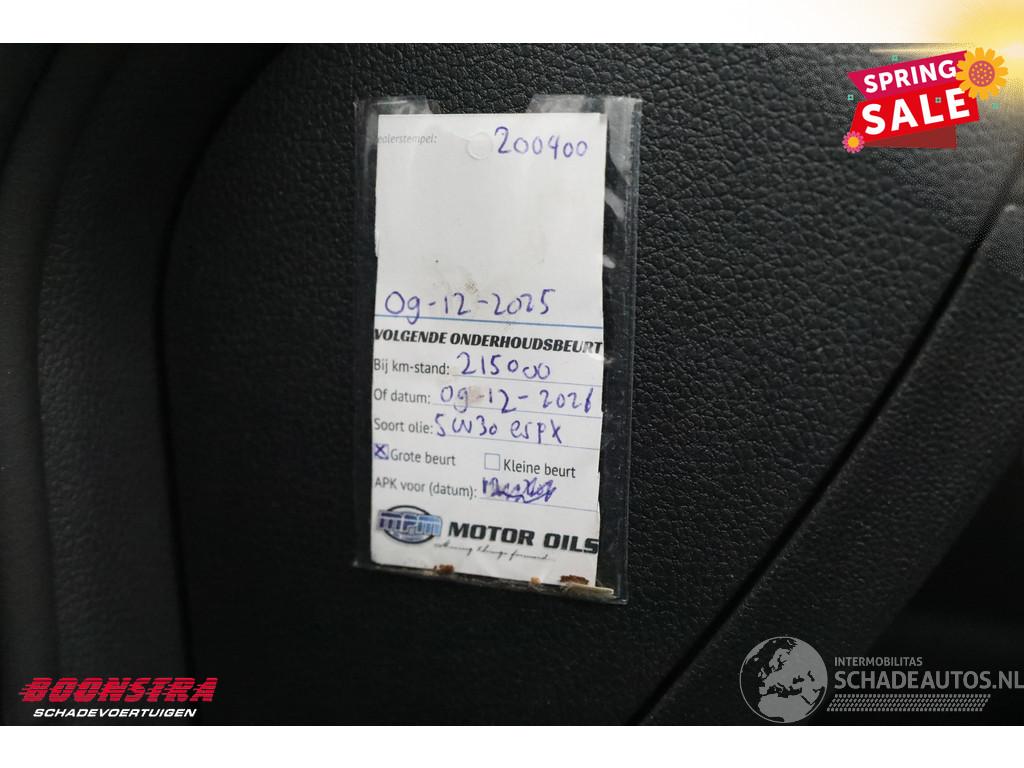 SPRING
SALE
ealerstempel: 200400
09-12-2025
VOLGENDE ONDERHOUDSBEURT
Bij km-stand: 215000
Of datum: 09-12-2026
Soort olie: 5W30 espx
Grote beurt Kleine beurt
APK voor (datum):
MPM MOTOR OILS
BOONSTRA
SCHADEVOERTUIGEN
INTERMOBILITAS
SCHADEAUTOS.NL